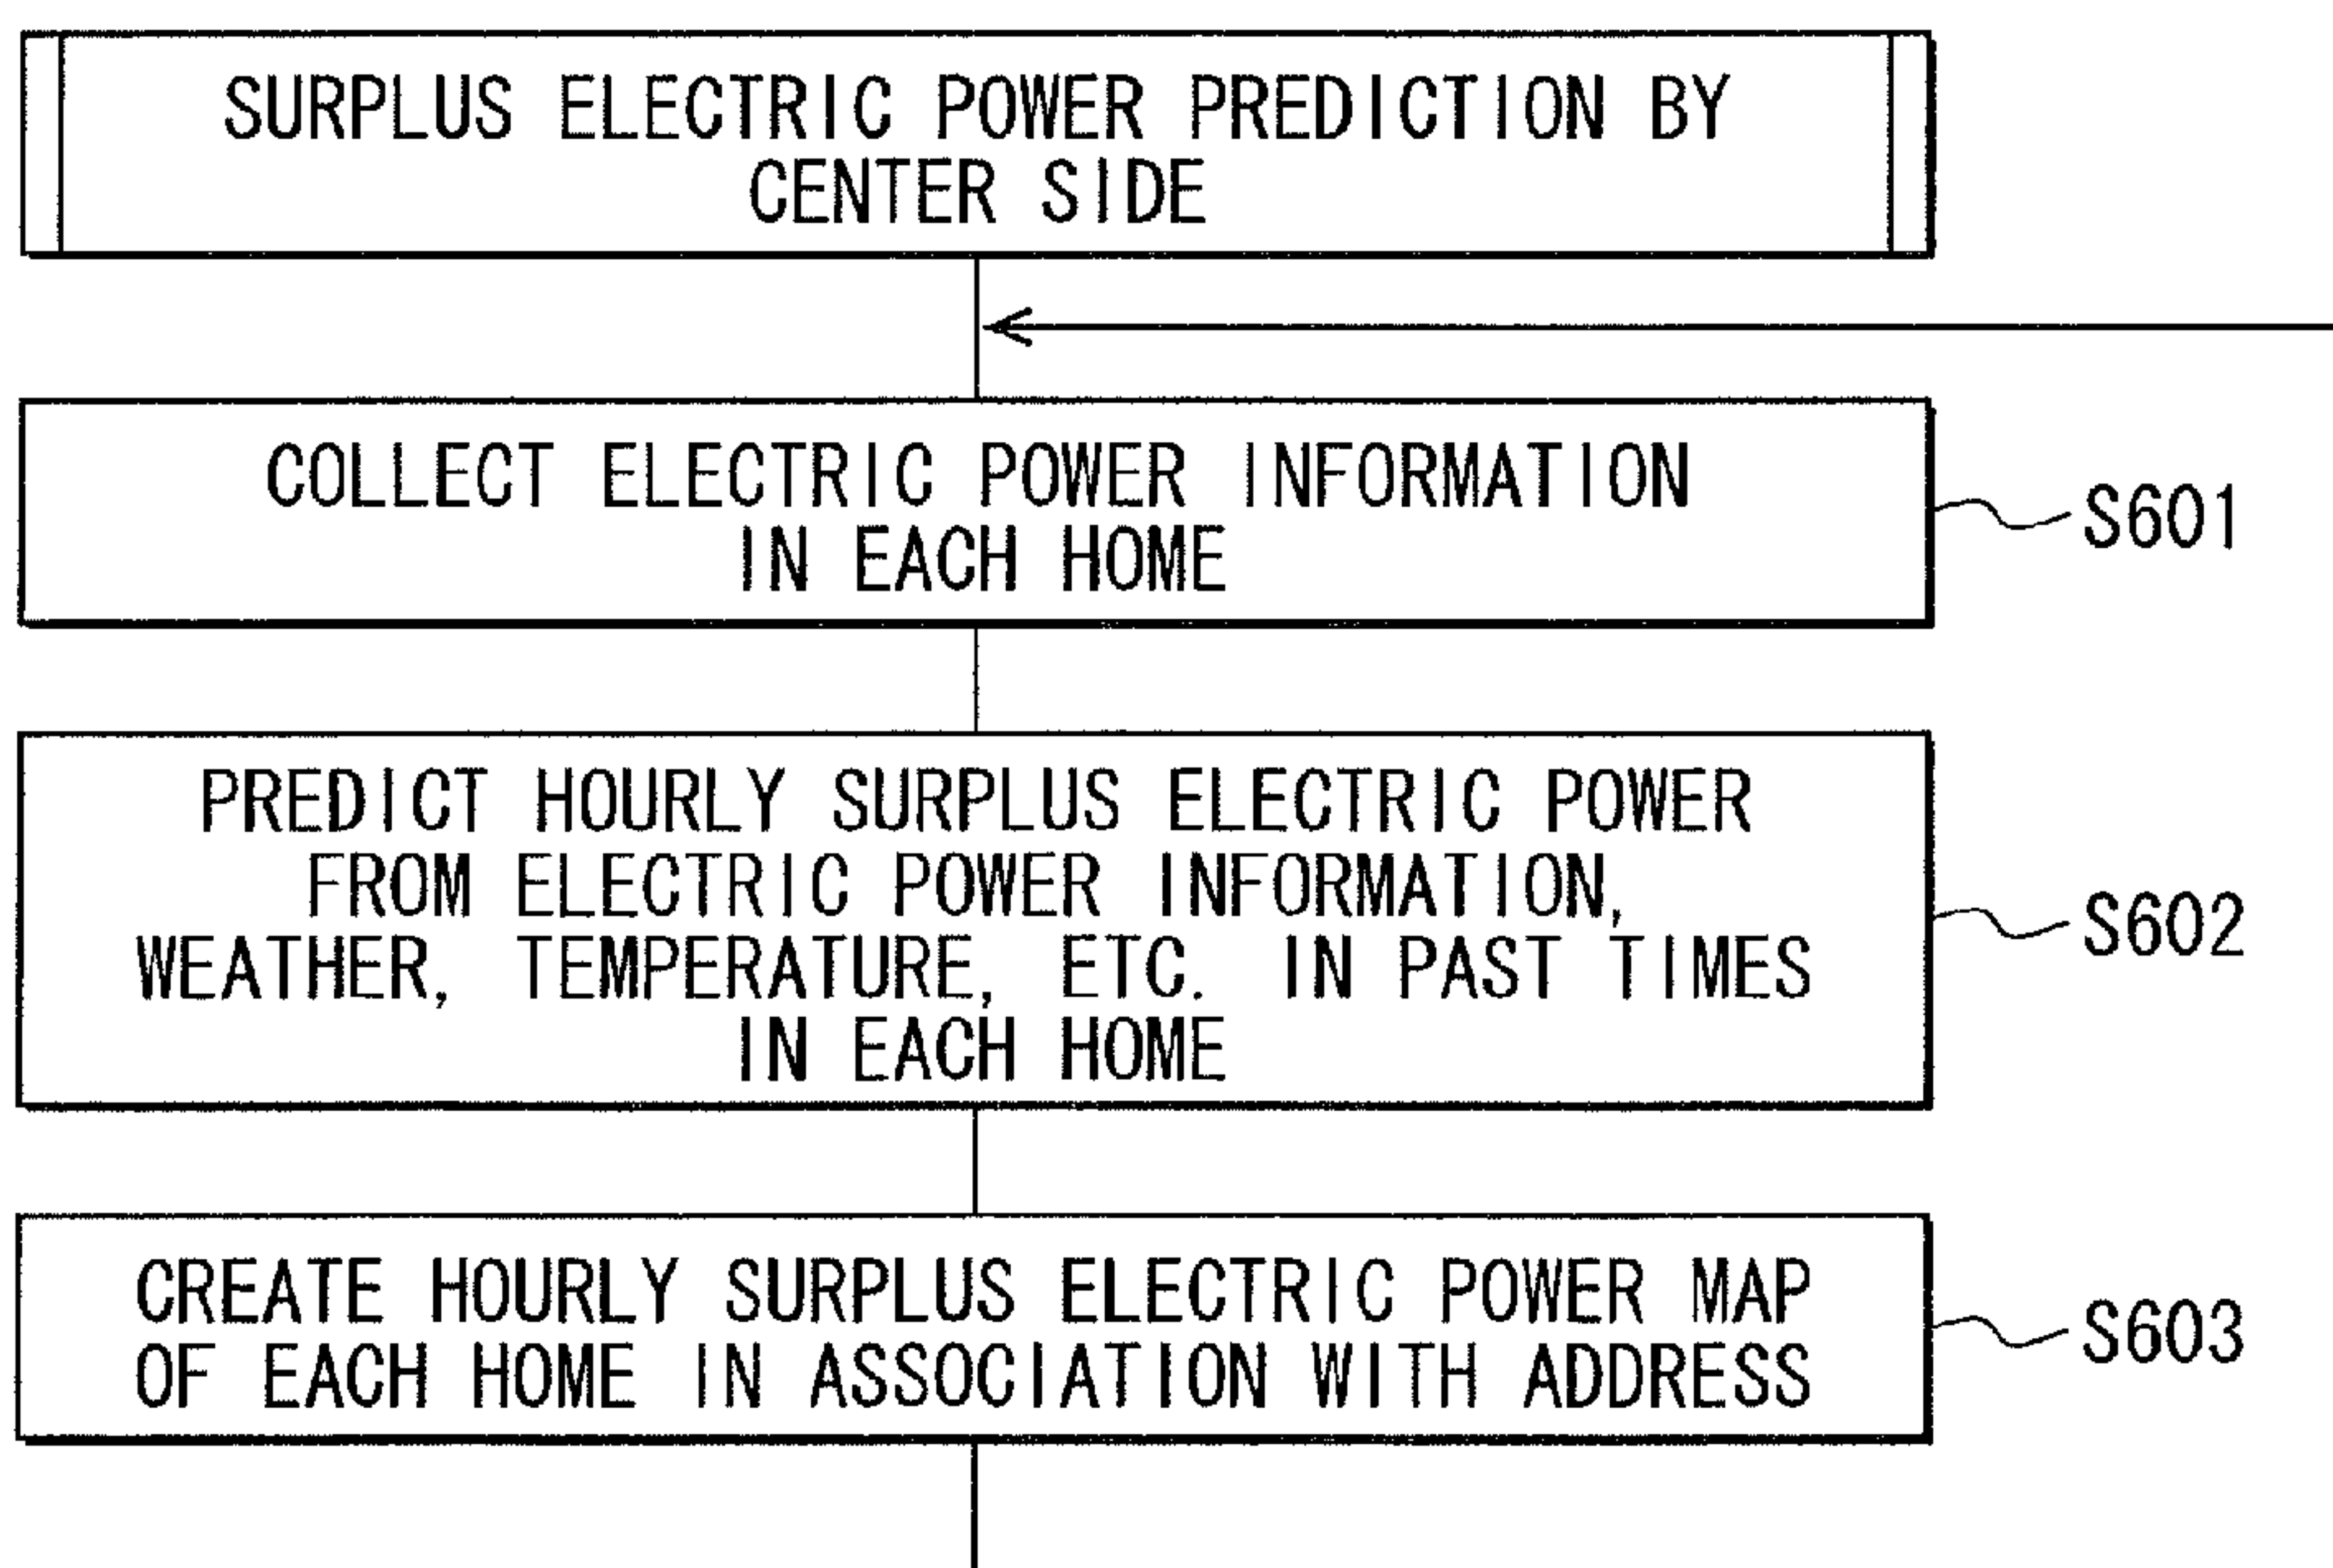 SURPLUS ELECTRIC POWER PREDICTION BY
CENTER SIDE
COLLECT ELECTRIC POWER INFORMATION
IN EACH HOME
S601
PREDICT HOURLY SURPLUS ELECTRIC POWER
FROM ELECTRIC POWER INFORMATION,
WEATHER, TEMPERATURE, ETC. IN PAST TIMES
IN EACH HOME
S602
CREATE HOURLY SURPLUS ELECTRIC POWER MAP
OF EACH HOME IN ASSOCIATION WITH ADDRESS
S603